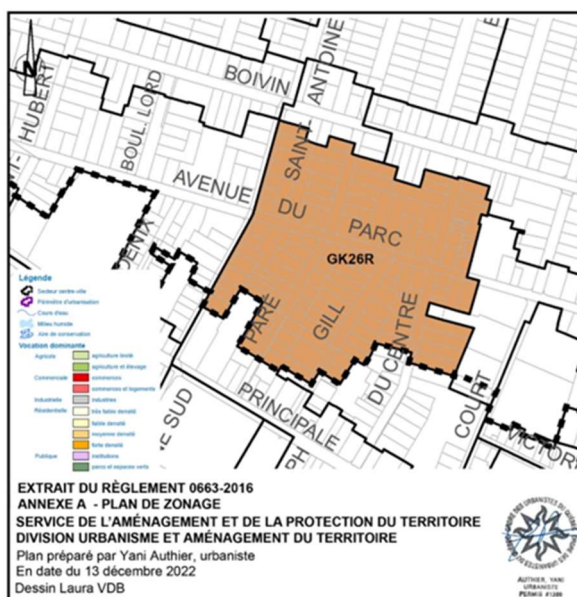 N
HUBERT
BOUL. LORD
BOIVIN
SAINT-ANTOINE
AVENUE DU PARC
GK26R
PARÉ
GILL
DU CENTRE
COURT
PRINCIPALE
VICTOR
SUD
PH
ENIX
Légende
Secteur centre-ville
Périmètre d'urbanisation
Cours d'eau
Milieu humide
Aire de conservation
Vocation dominante
Agricole
agriculture limité
agriculture et élevage
Commerciale
commerces
commerces et logements
Industrielle
industries
Résidentielle
très faible densité
faible densité
moyenne densité
forte densité
Publique
institutions
parcs et espaces verts
EXTRAIT DU RÈGLEMENT 0663-2016
ANNEXE A - PLAN DE ZONAGE
SERVICE DE L'AMÉNAGEMENT ET DE LA PROTECTION DU TERRITOIRE
DIVISION URBANISME ET AMÉNAGEMENT DU TERRITOIRE
Plan préparé par Yani Authier, urbaniste
En date du 13 décembre 2022
Dessin Laura VDB
AUTHIER, YANI
URBANISTE